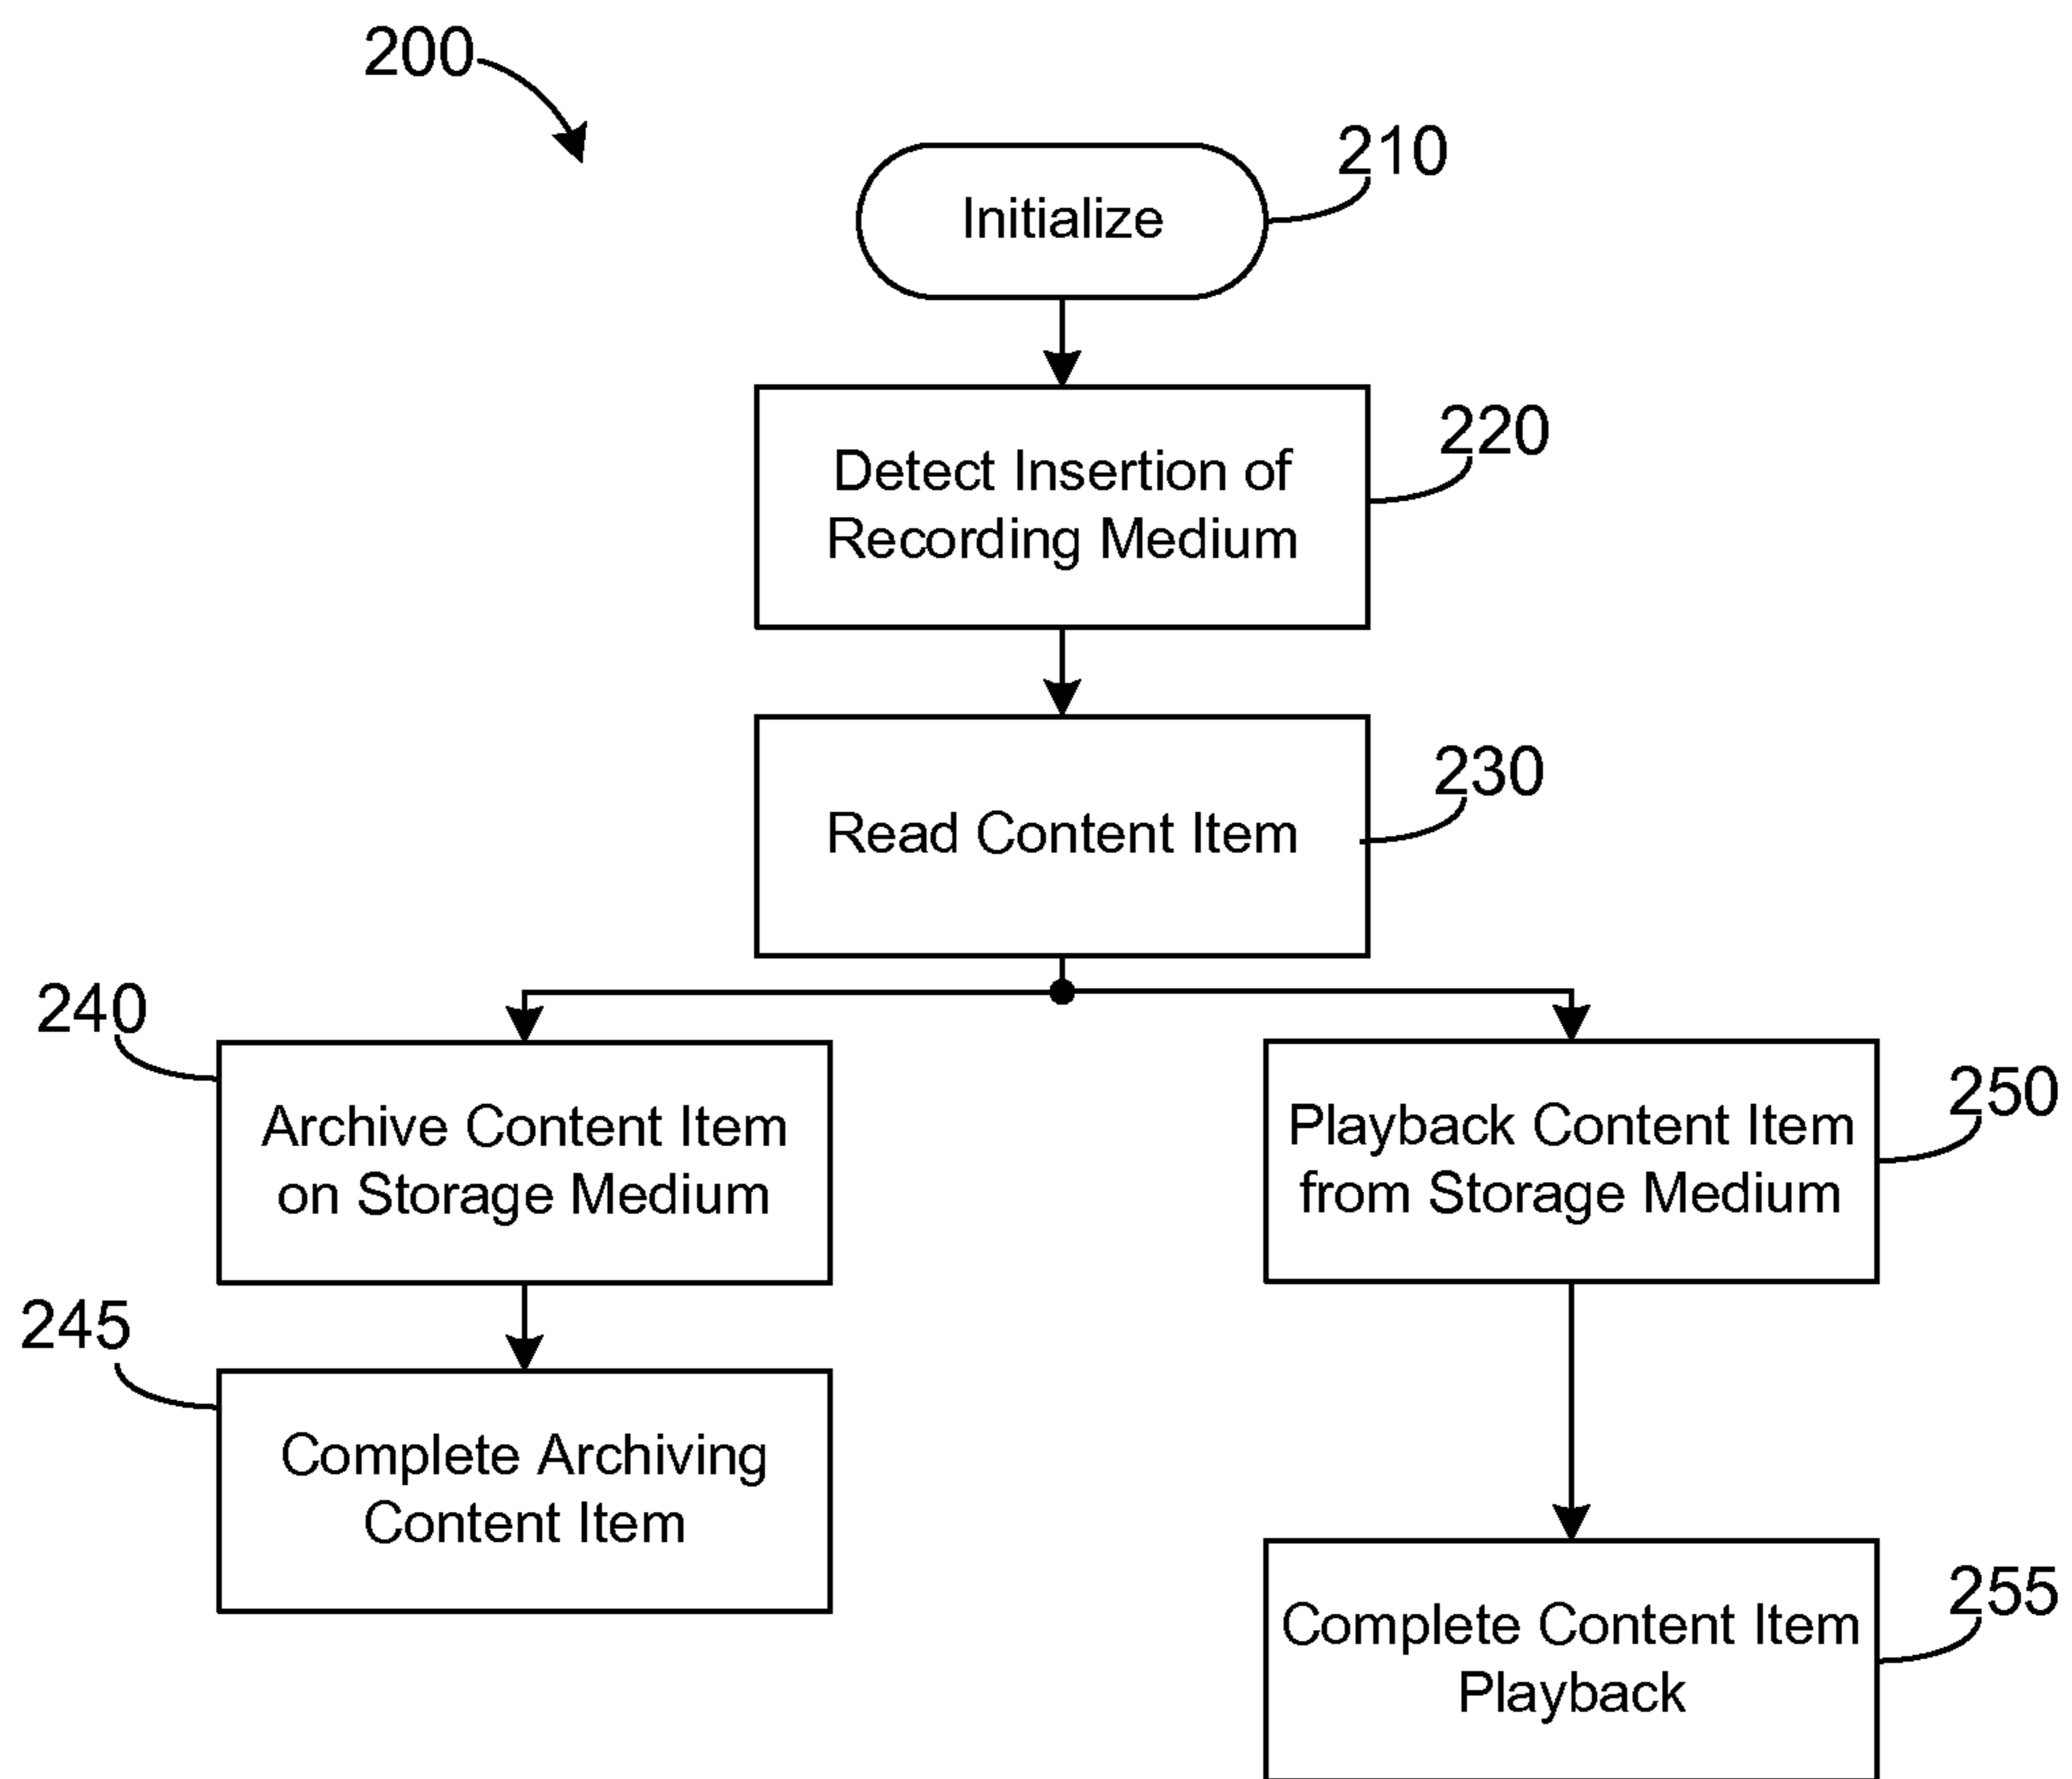 200
210
Initialize
220
Detect Insertion of
Recording Medium
230
Read Content Item
240
Archive Content Item
on Storage Medium
250
Playback Content Item
from Storage Medium
245
Complete Archiving
Content Item
255
Complete Content Item
Playback